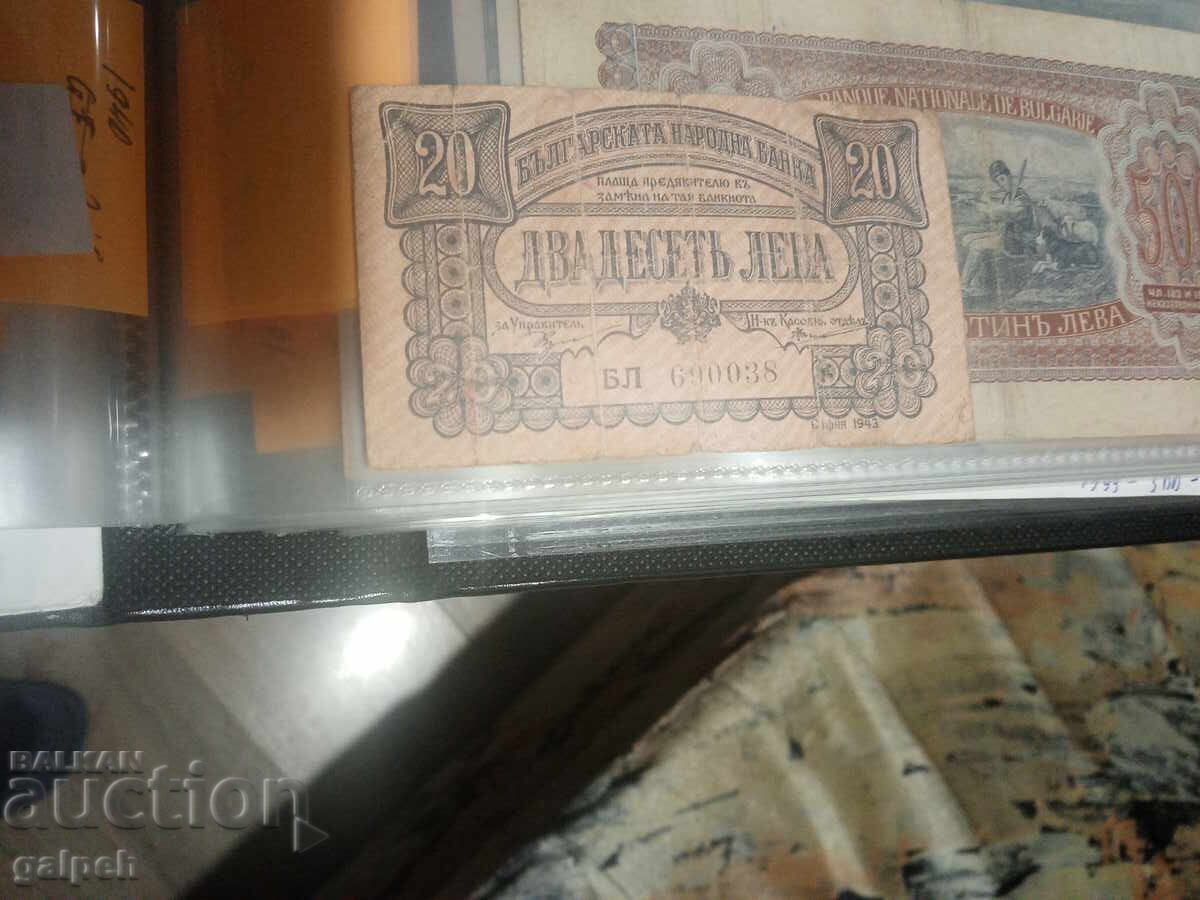 1940
BANQUE NATIONALE DE BULGARIE
20
БЪЛГАРСКАТА НАРОДНА БАНКА
20
ПЛАЩА ПРЕДЯВИТЕЛЮ КЪ
ЗАМѢНА НА ТАЯ БАНКНОТА
ДВАДЕСЕТЬ ЛЕВА
за Управитель
Н-къ Касовъ отдѣлъ
БЛ 690038
20
20
София 1943
50
ЛЕВА
BALKAN
auction
galpeh